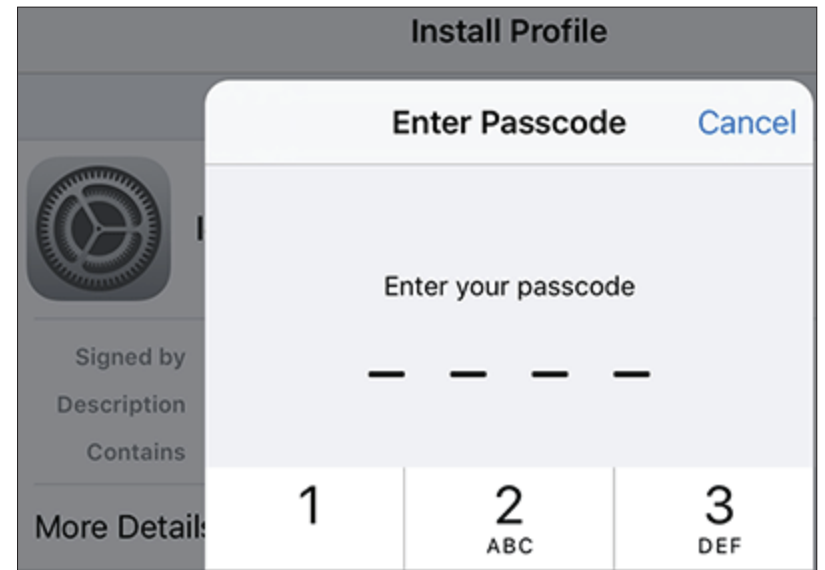 Install Profile
Enter Passcode Cancel
Enter your passcode
Signed by
Description
Contains
More Details
1 2 3
ABC DEF